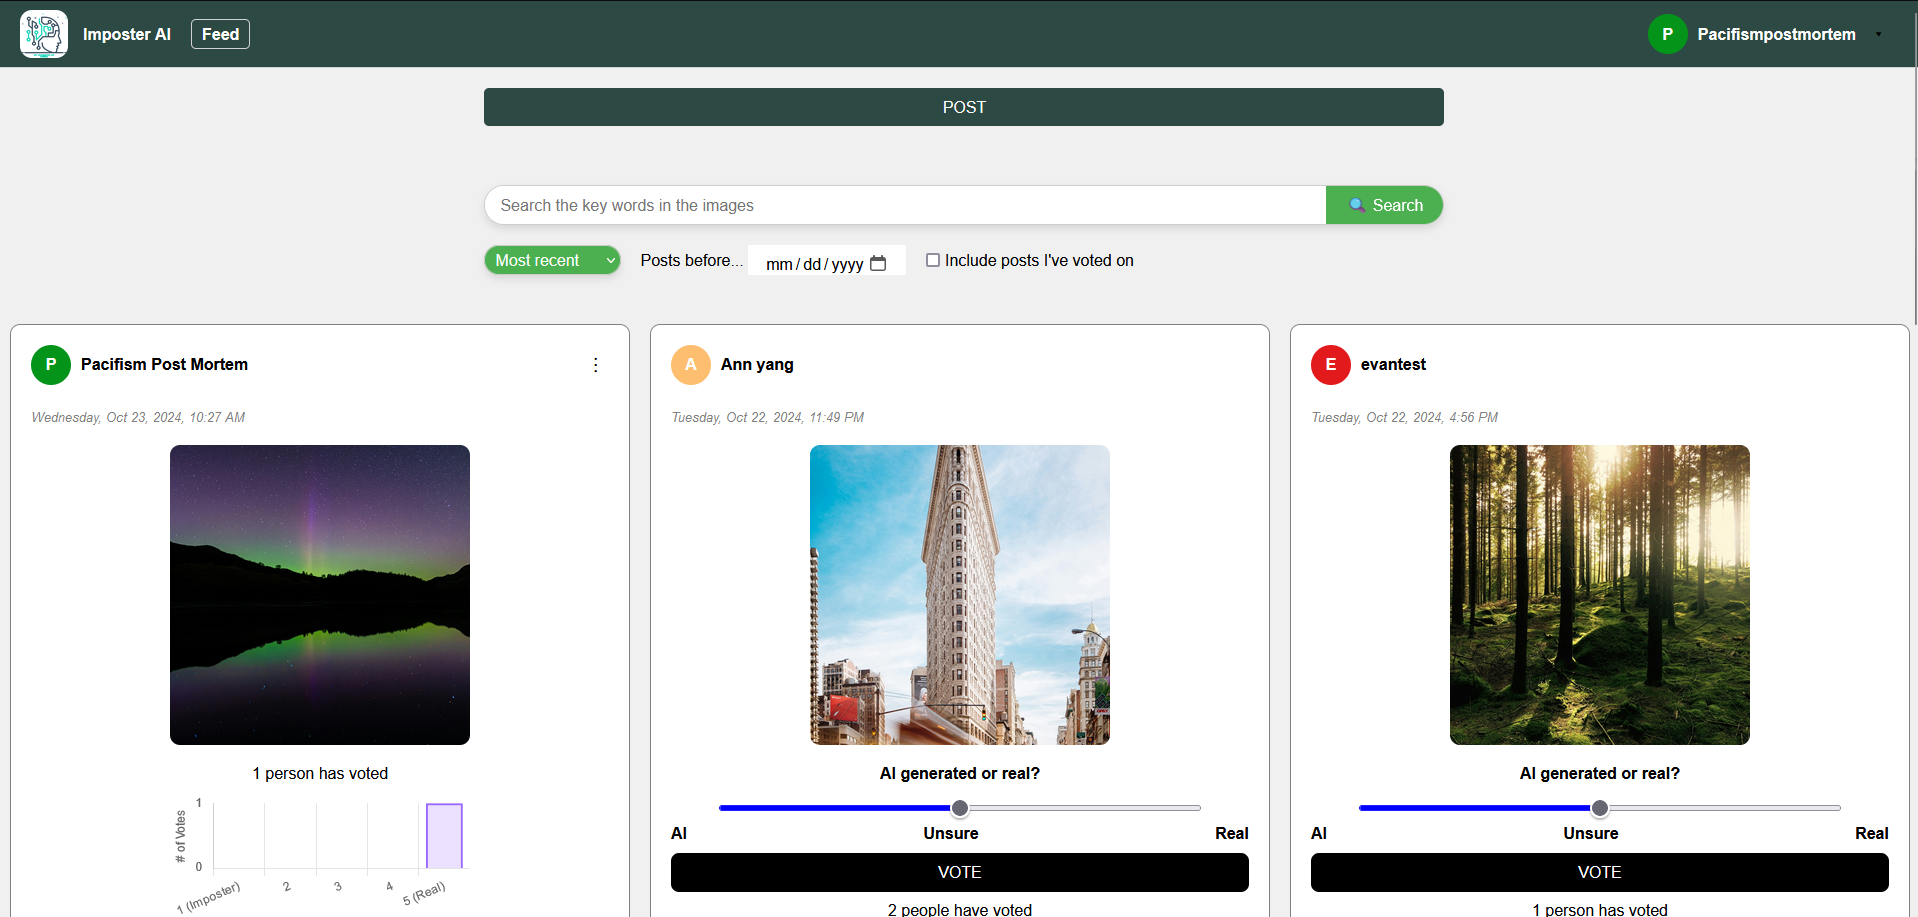 Imposter AI
Feed
P
Pacifismpostmortem
POST
Search the key words in the images
Search
Most recent
Posts before...
mm/dd/yyyy
Include posts I've voted on
P
Pacifism Post Mortem
Wednesday, Oct 23, 2024, 10:27 AM
1 person has voted
# of Votes
1
0
1 (Imposter)
2
3
4
5 (Real)
A
Ann yang
Tuesday, Oct 22, 2024, 11:49 PM
AI generated or real?
AI
Unsure
Real
VOTE
2 people have voted
E
evantest
Tuesday, Oct 22, 2024, 4:56 PM
AI generated or real?
AI
Unsure
Real
VOTE
1 person has voted